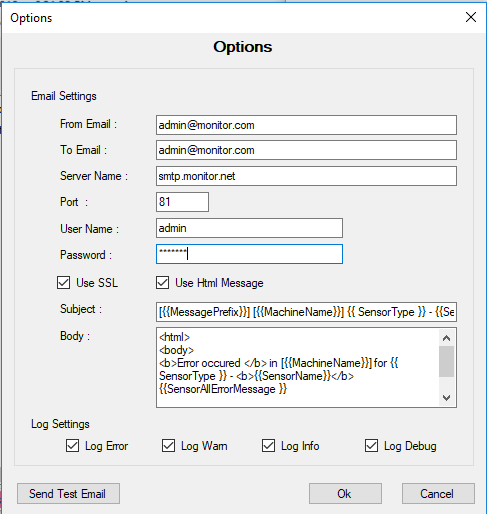 Options
Options
Email Settings
From Email : admin@monitor.com
To Email : admin@monitor.com
Server Name : smtp.monitor.net
Port : 81
User Name : admin
Password : *******
Use SSL Use Html Message
Subject : [{{MessagePrefix}} [{{MachineName}}] {{ SensorType }} - {{Se
Body : <html>
<body>
<b>Error occured </b> in [{{MachineName}}] for {{
SensorType }} - <b>{{SensorName}}</b>
{{SensorAllErrorMessage }}
Log Settings
Log Error Log Warn Log Info Log Debug
Send Test Email Ok Cancel